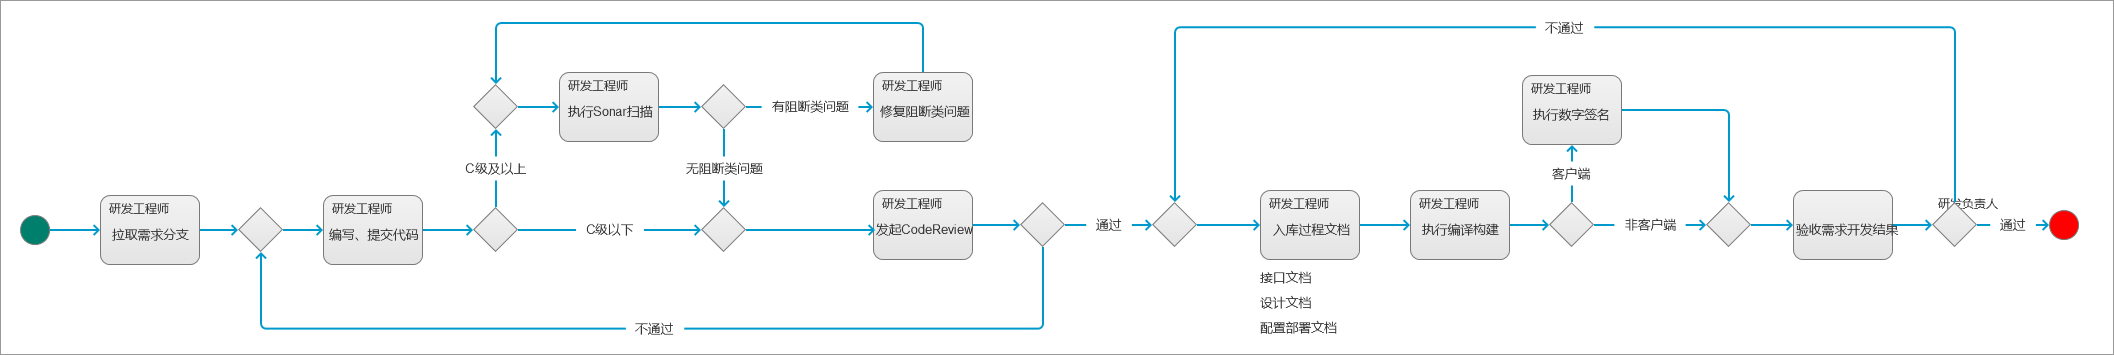 不通过
研发工程师
执行Sonar扫描
有阻断类问题
研发工程师
修复阻断类问题
研发工程师
执行数字签名
C级及以上
无阻断类问题
客户端
研发工程师
拉取需求分支
研发工程师
编写、提交代码
C级以下
研发工程师
发起CodeReview
通过
研发工程师
入库过程文档
研发工程师
执行编译构建
非客户端
验收需求开发结果
研发负责人
通过
接口文档
设计文档
配置部署文档
不通过